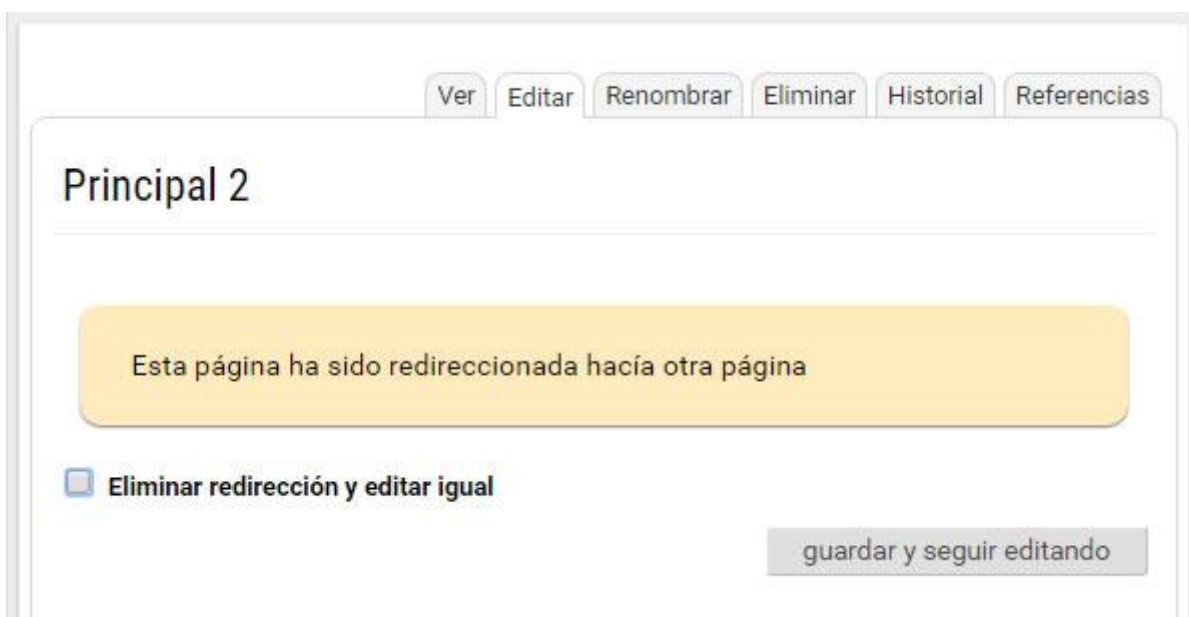 Ver Editar Renombrar Eliminar Historial Referencias
Principal 2
Esta página ha sido redireccionada hacía otra página
Eliminar redirección y editar igual
guardar y seguir editando